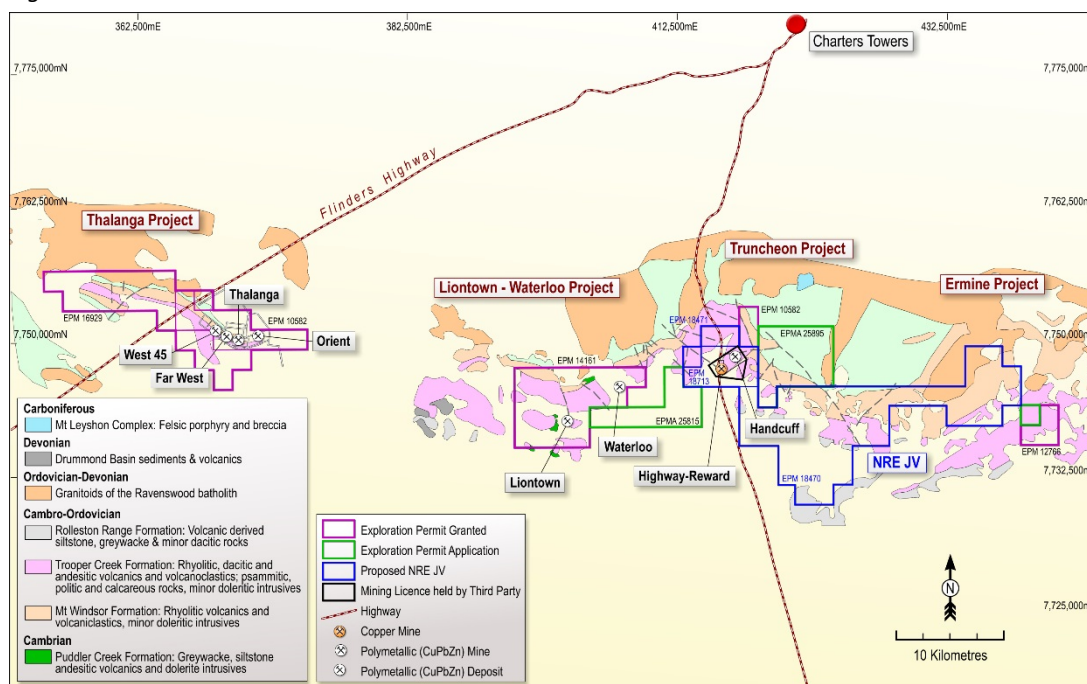 362,500mE
382,500mE
412,500mE
432,500mE
Charters Towers
7,775,000mN
7,775,000mN
Flinders Highway
7,762,500mN
7,762,500mN
Thalanga Project
Truncheon Project
Liontown - Waterloo Project
Ermine Project
Thalanga
EPM 16929
EPM 10582
EPM 18471
EPM 10582
EPMA 25895
7,750,000mN
7,750,000mN
West 45
Orient
Far West
EPM 14161
EPM
18713
EPMA 25815
Handcuff
Waterloo
Highway-Reward
Liontown
NRE JV
EPM 12766
EPM 18470
7,732,500mN
7,725,000mN
Carboniferous
Mt Leyshon Complex: Felsic porphyry and breccia
Devonian
Drummond Basin sediments & volcanics
Ordovician-Devonian
Granitoids of the Ravenswood batholith
Cambro-Ordovician
Rolleston Range Formation: Volcanic derived
siltstone, greywacke & minor dacitic rocks
Trooper Creek Formation: Rhyolitic, dacitic and
andesitic volcanics and volcanoclastics; psammitic,
politic and calcareous rocks, minor doleritic intrusives
Mt Windsor Formation: Rhyolitic volcanics and
volcaniclastics, minor doleritic intrusives
Cambrian
Puddler Creek Formation: Greywacke, siltstone
andesitic volcanics and dolerite intrusives
Exploration Permit Granted
Exploration Permit Application
Proposed NRE JV
Mining Licence held by Third Party
Highway
Copper Mine
Polymetallic (CuPbZn) Mine
Polymetallic (CuPbZn) Deposit
N
10 Kilometres